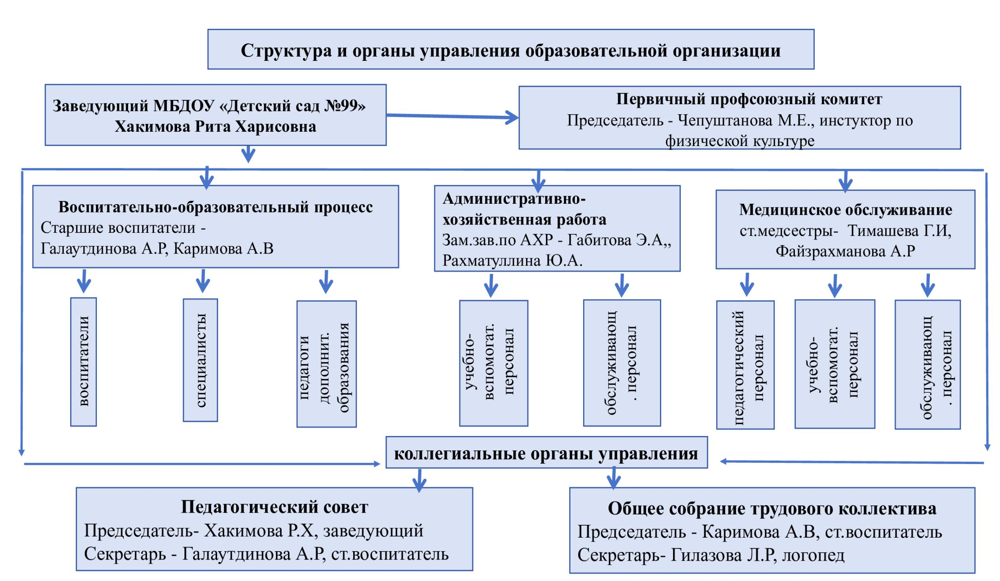 Структура и органы управления образовательной организации
Заведующий МБДОУ «Детский сад №99»
Хакимова Рита Харисовна
Первичный профсоюзный комитет
Председатель - Чепуштанова М.Е., инстуктор по
физической культуре
Воспитательно-образовательный процесс
Старшие воспитатели -
Галаутдинова А.Р, Каримова А.В
Административно-
хозяйственная работа
Зам.зав.по АХР - Габитова Э.А,,
Рахматуллина Ю.А.
Медицинское обслуживание
ст.медсестры-  Тимашева Г.И,
Файзрахманова А.Р
воспитатели
специалисты
педагоги
дополнит.
образования
учебно-
вспомогат.
персонал
обслуживающ
. персонал
педагогический
персонал
учебно-
вспомогат.
персонал
обслуживающ
. персонал
коллегиальные органы управления
Педагогический совет
Председатель- Хакимова Р.Х, заведующий
Секретарь - Галаутдинова А.Р, ст.воспитатель
Общее собрание трудового коллектива
Председатель - Каримова А.В, ст.воспитатель
Секретарь- Гилазова Л.Р, логопед